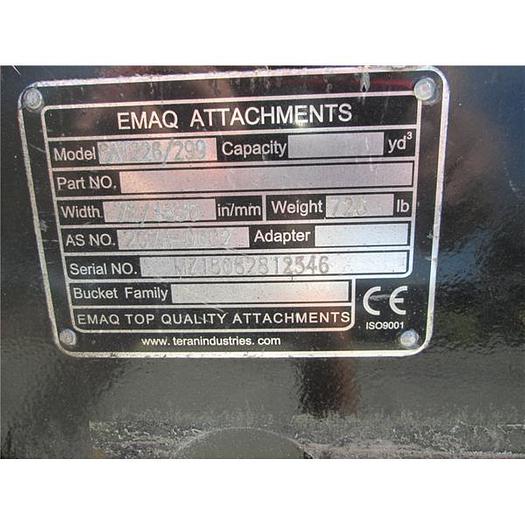 EMAQ ATTACHMENTS
Model Capacity yd³
Part NO.
Width in/mm Weight lb
AS NO. Adapter
Serial NO.
Bucket Family
CE
EMAQ TOP QUALITY ATTACHMENTS ISO9001
www.teranindustries.com